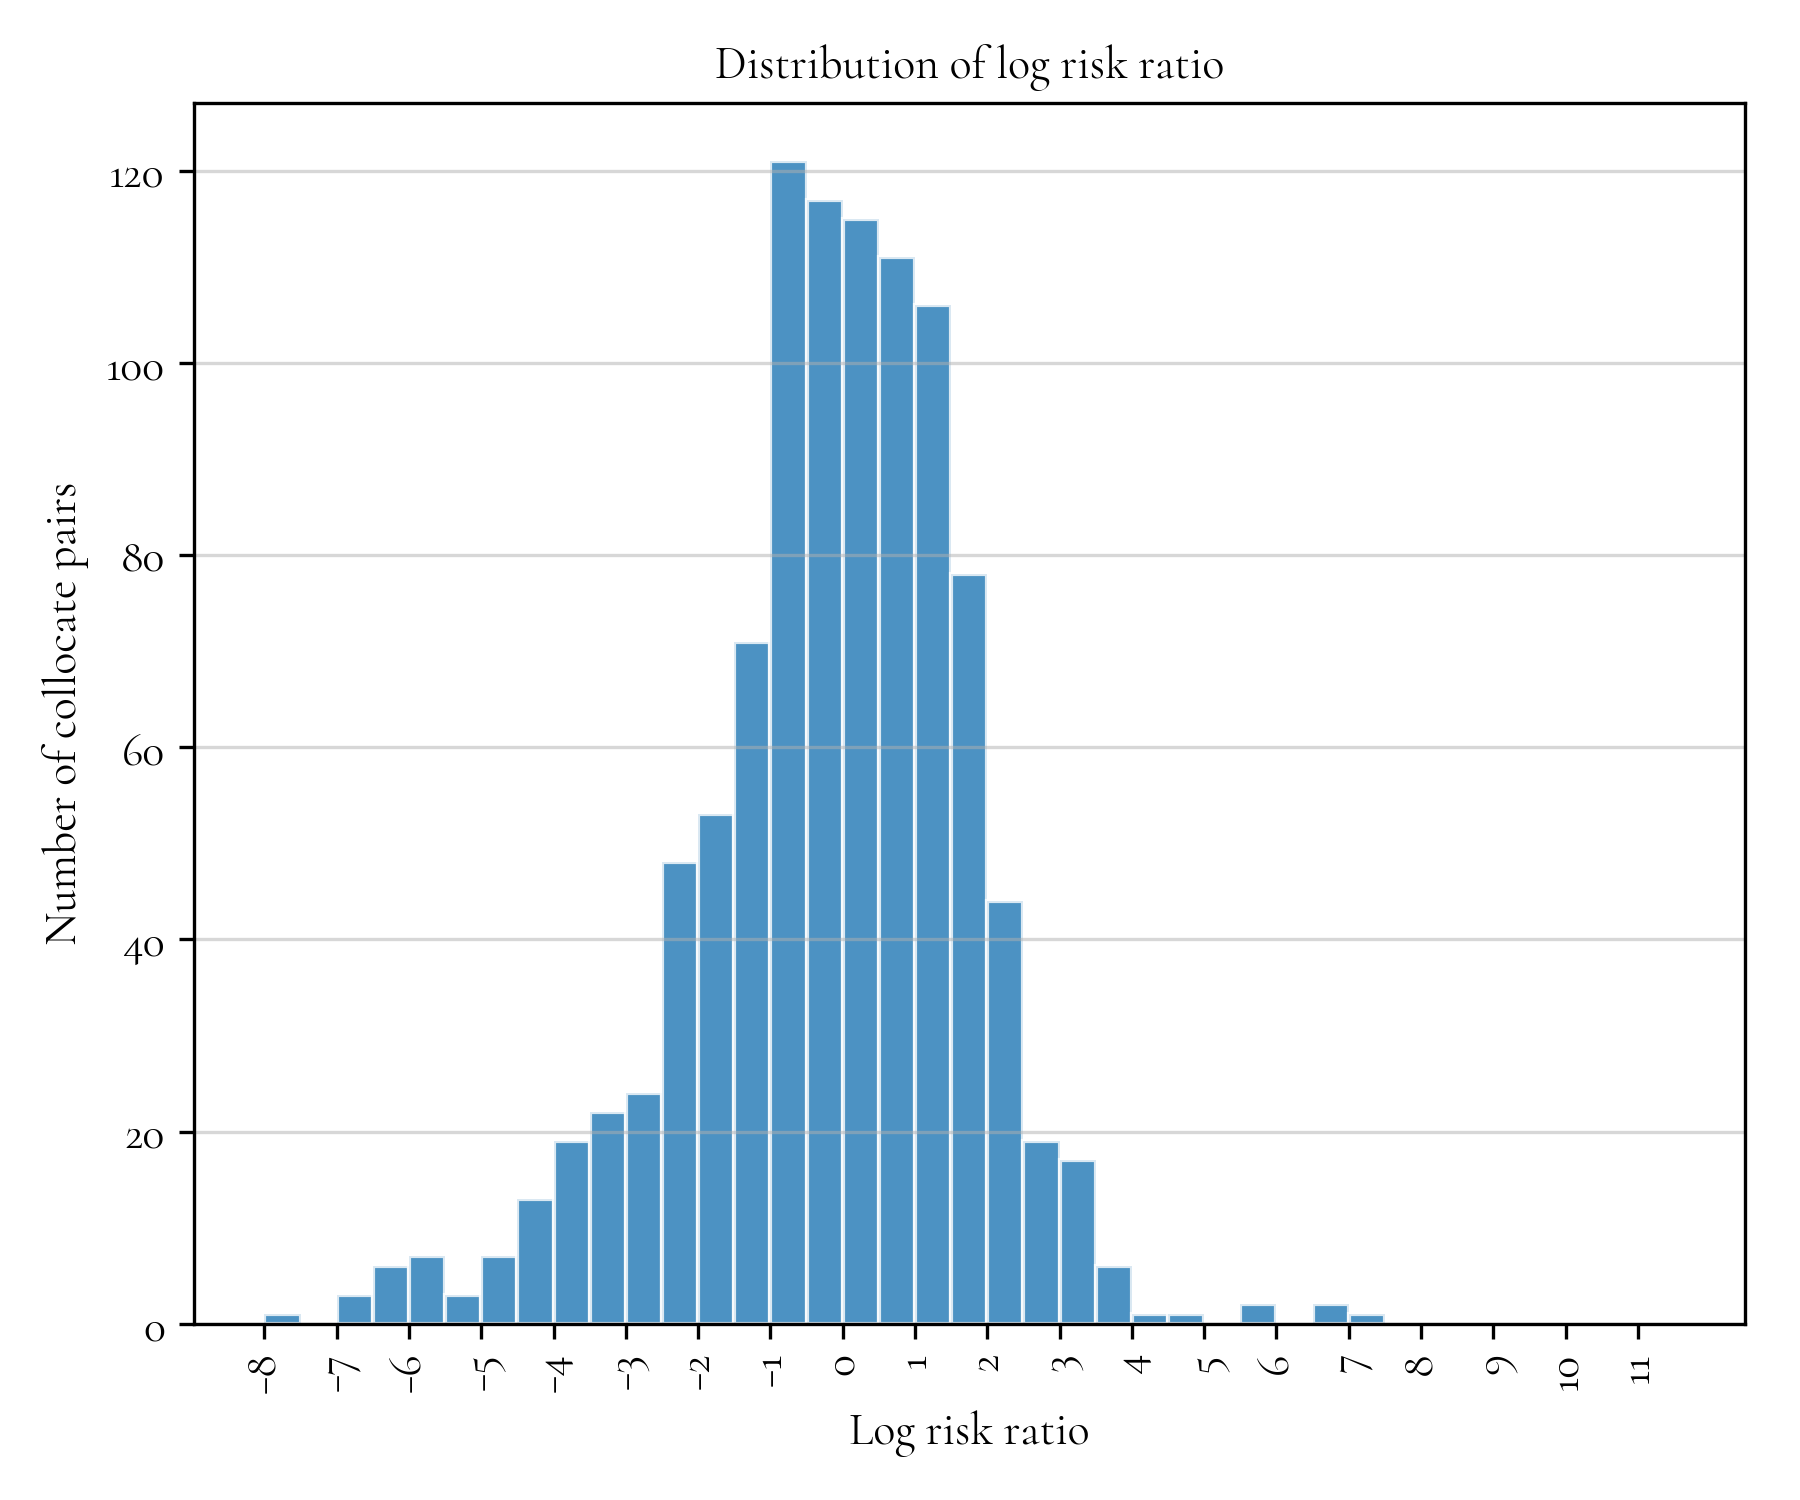 Distribution of log risk ratio
120
100
80
60
40
20
0
Number of collocate pairs
−8 −7 −6 −5 −4 −3 −2 −1 0 1 2 3 4 5 6 7 8 9 10 11
Log risk ratio